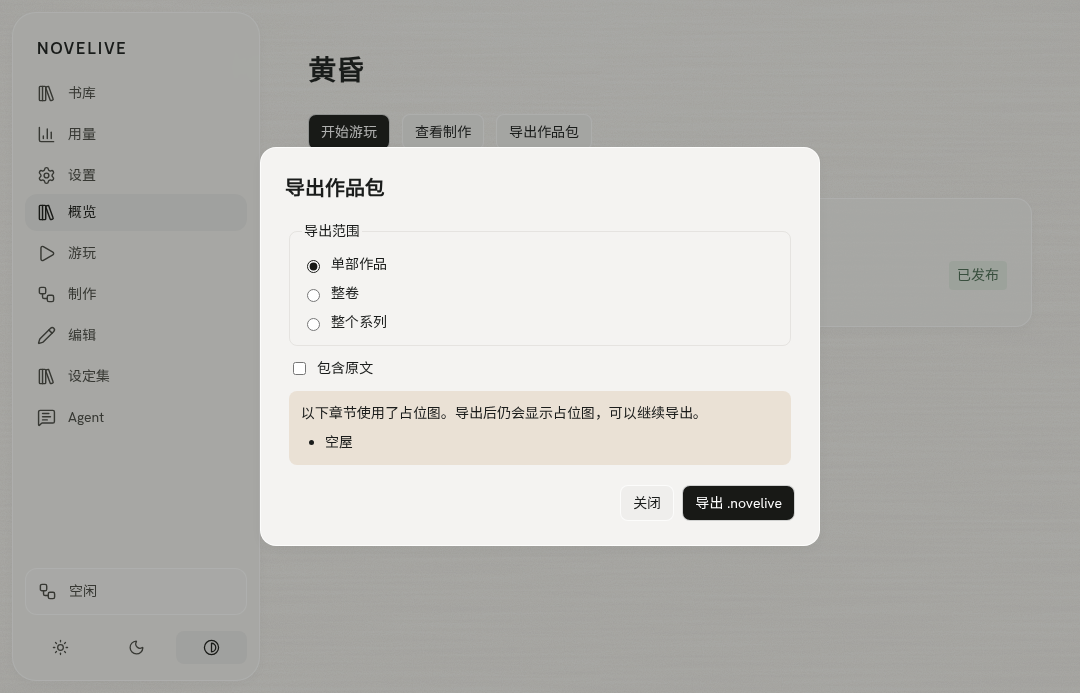 NOVELIVE
书库
用量
设置
概览
游玩
制作
编辑
设定集
Agent
空闲
黄昏
开始游玩
查看制作
导出作品包
已发布
导出作品包
导出范围
单部作品
整卷
整个系列
包含原文
以下章节使用了占位图。导出后仍会显示占位图，可以继续导出。
空屋
关闭
导出 .novelive